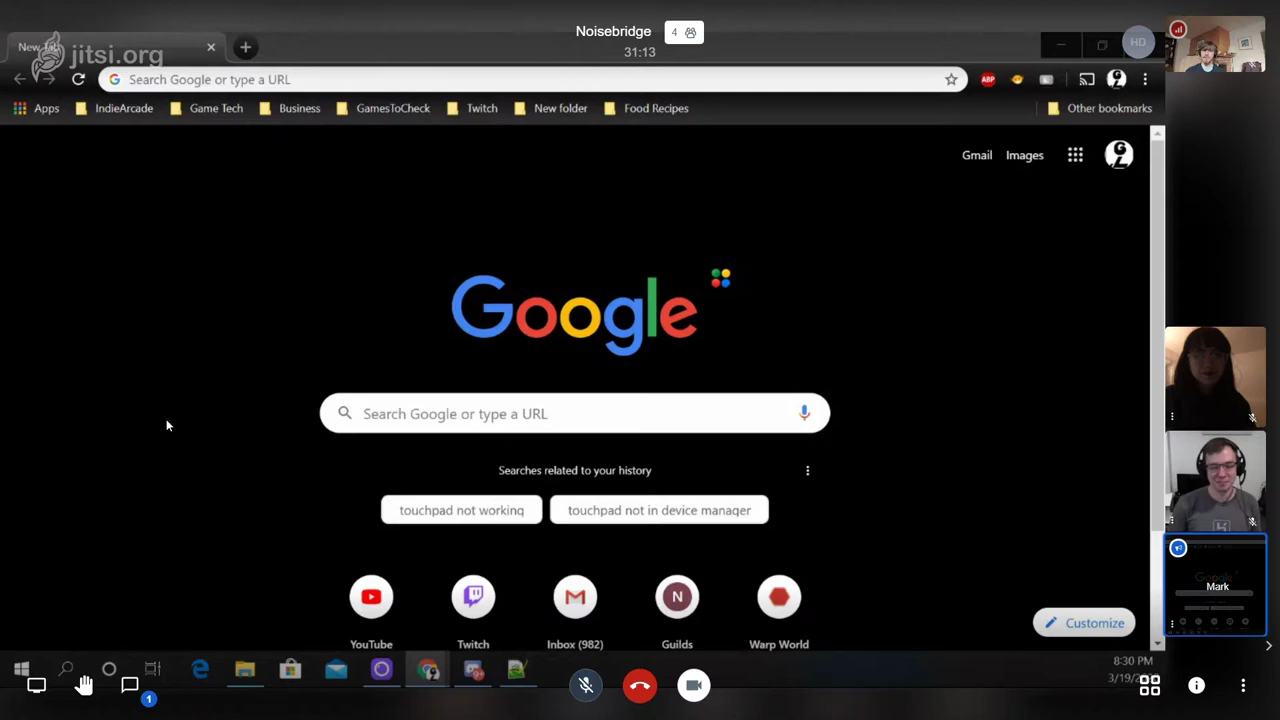 Noisebridge 4
31:13
jitsi.org
HD
Search Google or type a URL
ABP
Apps IndieArcade Game Tech Business GamesToCheck Twitch New folder Food Recipes Other bookmarks
Gmail Images
Google
Search Google or type a URL
Searches related to your history
touchpad not working touchpad not in device manager
Mark
N
Customize
YouTube Twitch Inbox (982) Guilds Warp World
8:30 PM
1